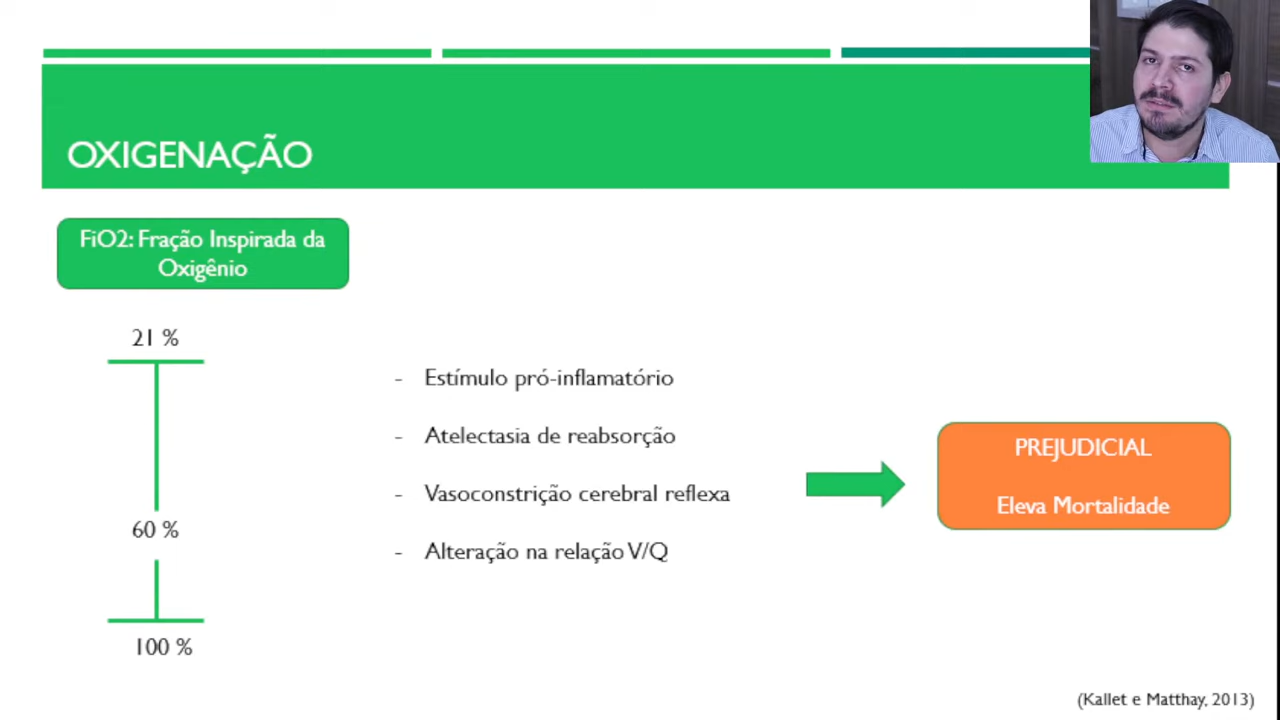 OXIGENAÇÃO
FiO2: Fração Inspirada da
Oxigênio
21 %
60 %
100 %
- Estímulo pró-inflamatório
- Atelectasia de reabsorção
- Vasoconstrição cerebral reflexa
- Alteração na relação V/Q
PREJUDICIAL
Eleva Mortalidade
(Kallet e Matthay, 2013)